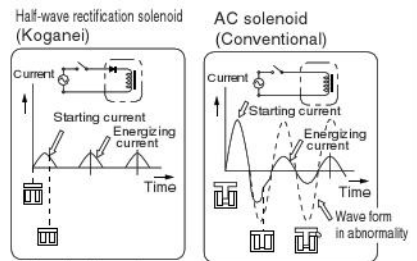 Half-wave rectification solenoid
(Koganei)
Current
Starting current
Energizing
current
Time
AC solenoid
(Conventional)
Current
Starting current
Energizing
current
Time
Wave form
in abnormality